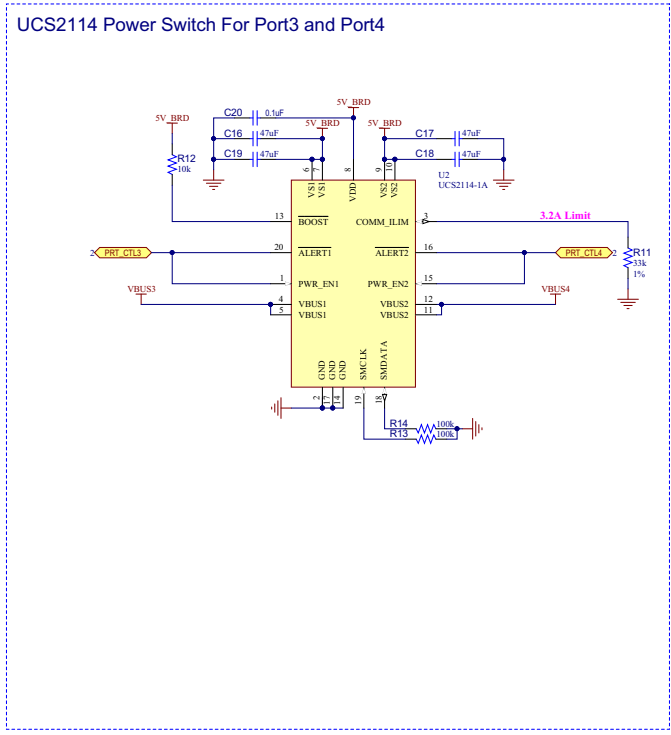 UCS2114 Power Switch For Port3 and Port4
5V_BRD
C20 0.1uF
5V_BRD 5V_BRD 5V_BRD
C16 47uF
C17 47uF
C19 47uF
C18 47uF
R12
10k
U2
UCS2114-1A
6 7 8 9 10
VS1 VS1 VDD VS2 VS2
13 BOOST COMM_ILIM 3 3.2A Limit
2 PRT_CTL3 20 ALERT1 ALERT2 16 PRT_CTL4 2
R11
33k
1%
1 PWR_EN1 PWR_EN2 15
VBUS3 VBUS4
4 VBUS1 VBUS2 12
5 VBUS1 VBUS2 11
GND GND GND SMCLK SMDATA
2 17 14 19 18
R14 100k
R13 100k